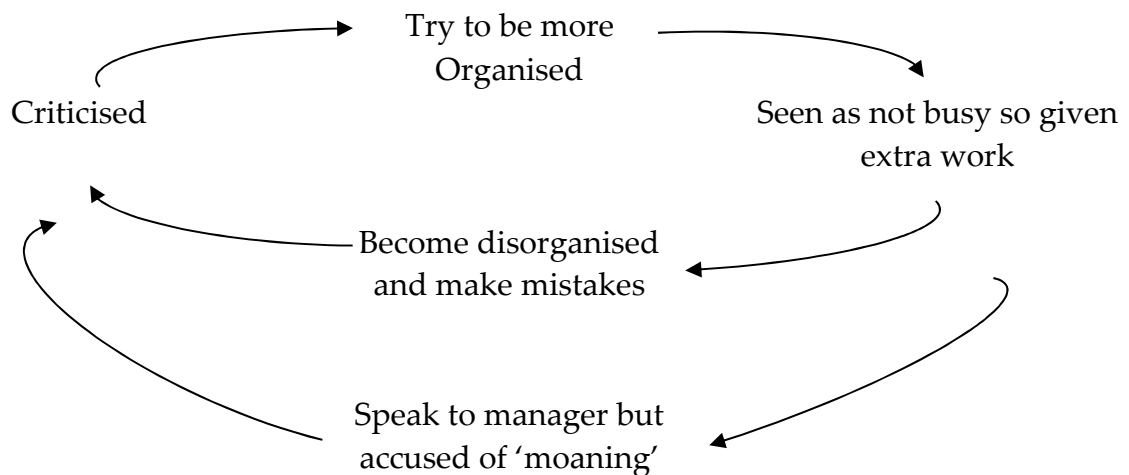 Try to be more
Organised
Criticised
Seen as not busy so given
extra work
Become disorganised
and make mistakes
Speak to manager but
accused of ‘moaning’